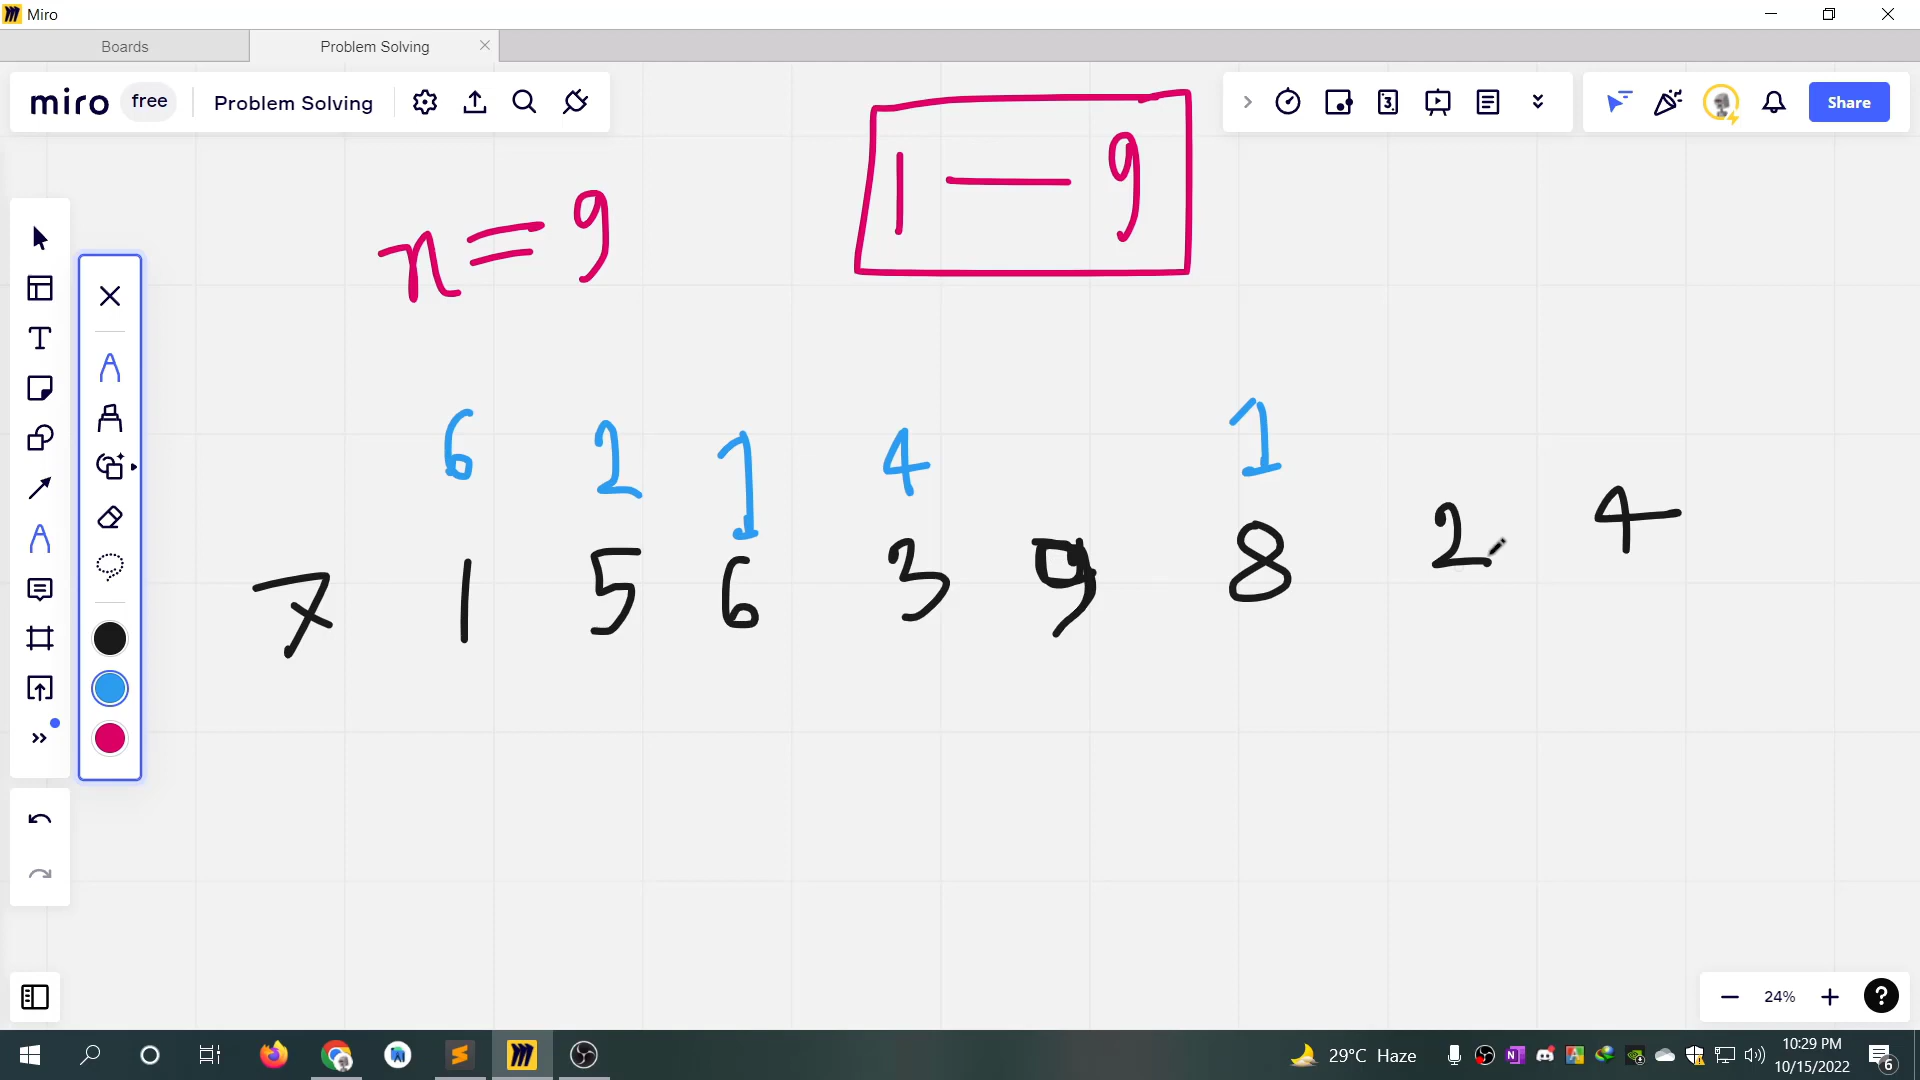 Miro
Boards
Problem Solving
miro free Problem Solving
Share
1 — 9
n = 9
6 2 1 4 1
7 1 5 6 3 9 8 2 4
24%
29°C Haze
10:29 PM
10/15/2022
6